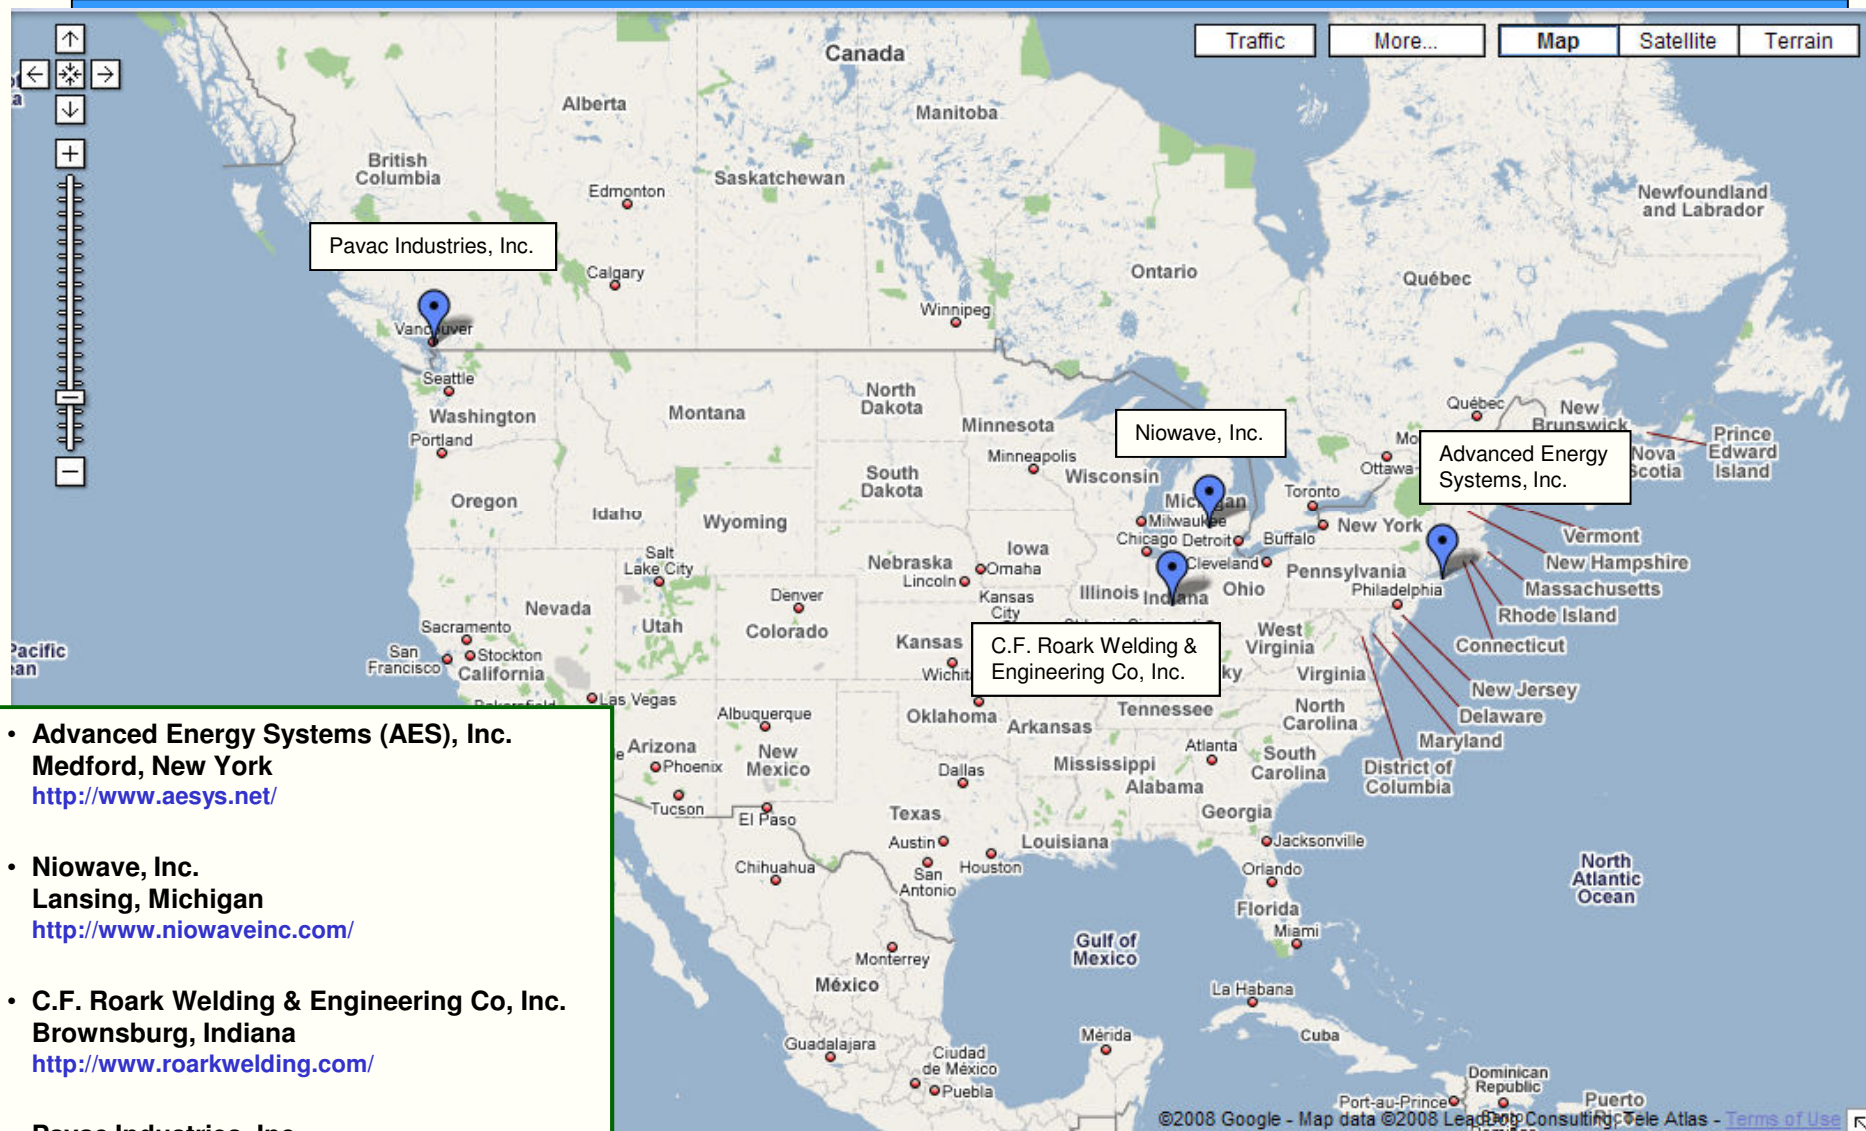 Canada
Traffic
More...
Map
Satellite
Terrain
Alberta
Manitoba
British
Columbia
Edmonton
Saskatchewan
Newfoundland
and Labrador
Pavac Industries, Inc.
Calgary
Ontario
Québec
Winnipeg
Vancouver
Seattle
Washington
Portland
Montana
North
Dakota
Minnesota
Minneapolis
Wisconsin
Niowave, Inc.
Québec
New
Brunswick
Prince
Edward
Island
Nova
Scotia
Ottawa
Advanced Energy
Systems, Inc.
Oregon
Idaho
Wyoming
South
Dakota
Michigan
Milwaukee
Toronto
New York
Vermont
Chicago
Detroit
Buffalo
New Hampshire
Salt
Lake City
Nebraska
Lincoln
Iowa
Omaha
Cleveland
Pennsylvania
Massachusetts
Illinois
Indiana
Ohio
Philadelphia
Rhode Island
Nevada
Denver
Kansas
City
Utah
Colorado
Sacramento
Stockton
San
Francisco
California
Kansas
C.F. Roark Welding &
Engineering Co, Inc.
West
Virginia
Virginia
Connecticut
New Jersey
Delaware
Maryland
Pacific
Las Vegas
Albuquerque
Oklahoma
Arkansas
Tennessee
North
Carolina
Arizona
Phoenix
New
Mexico
Dallas
Mississippi
Atlanta
South
Carolina
District of
Columbia
Alabama
Tucson
El Paso
Texas
Georgia
Austin
Louisiana
Jacksonville
Chihuahua
San
Antonio
Houston
Orlando
North
Atlantic
Ocean
Florida
Miami
Gulf of
Mexico
Monterrey
México
La Habana
Guadalajara
Ciudad
de México
Puebla
Mérida
Cuba
Dominican
Republic
Port-au-Prince
Puerto
©2008 Google - Map data ©2008 LeadDog Consulting, Tele Atlas - Terms of Use
• Advanced Energy Systems (AES), Inc.
Medford, New York
http://www.aesys.net/
• Niowave, Inc.
Lansing, Michigan
http://www.niowaveinc.com/
• C.F. Roark Welding & Engineering Co, Inc.
Brownsburg, Indiana
http://www.roarkwelding.com/
Pavac Industries, Inc.